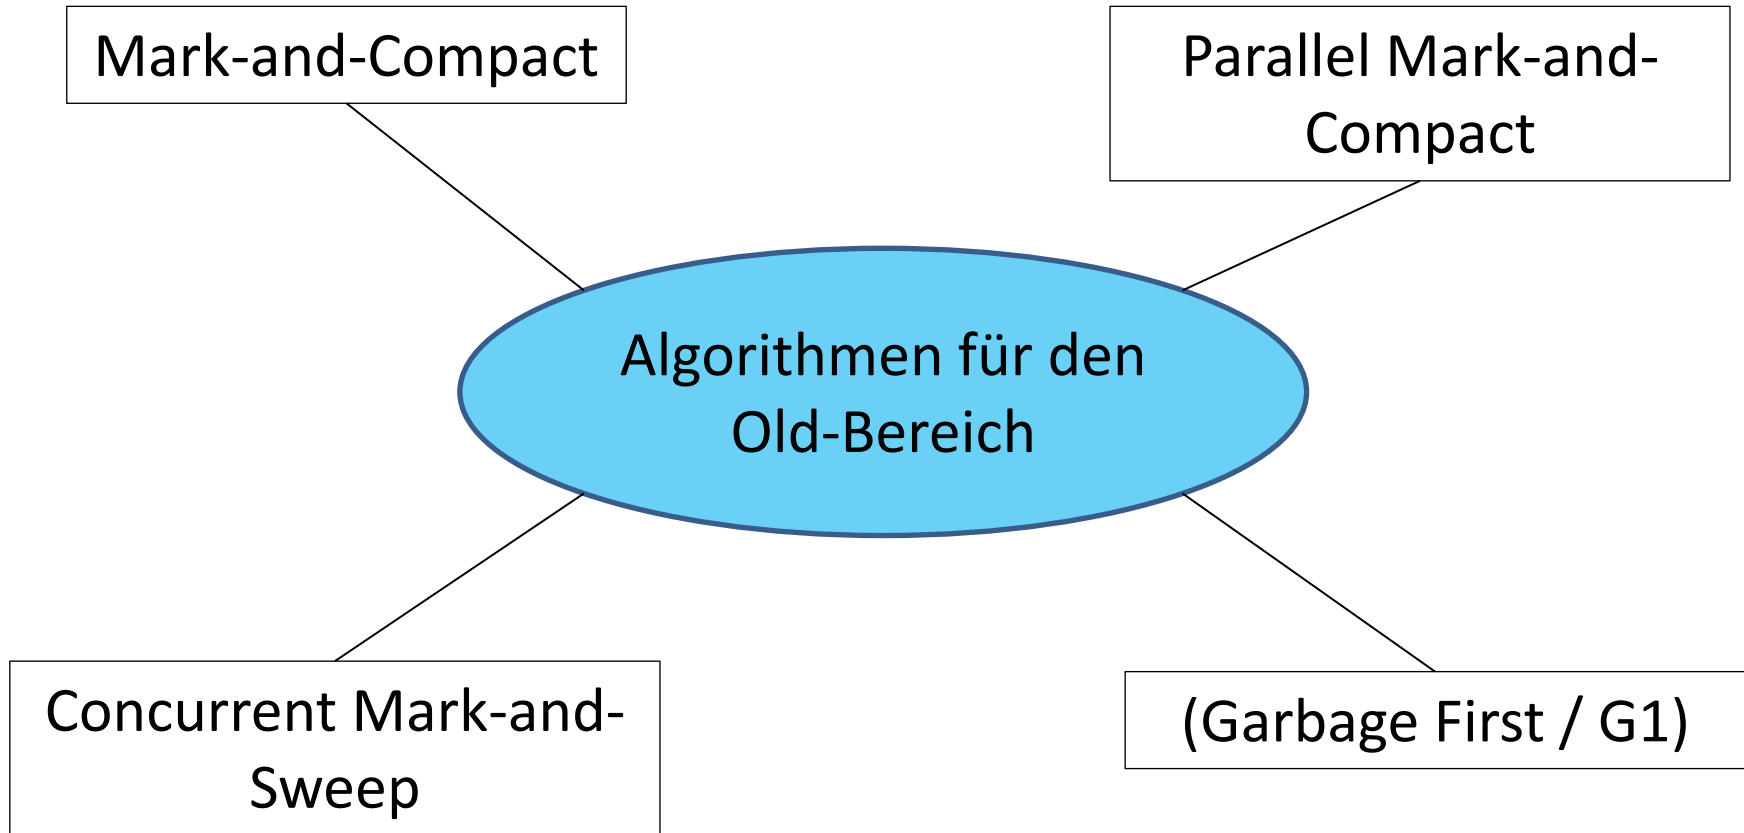 Mark-and-Compact
Parallel Mark-and-
Compact
Algorithmen für den
Old-Bereich
Concurrent Mark-and-
Sweep
(Garbage First / G1)